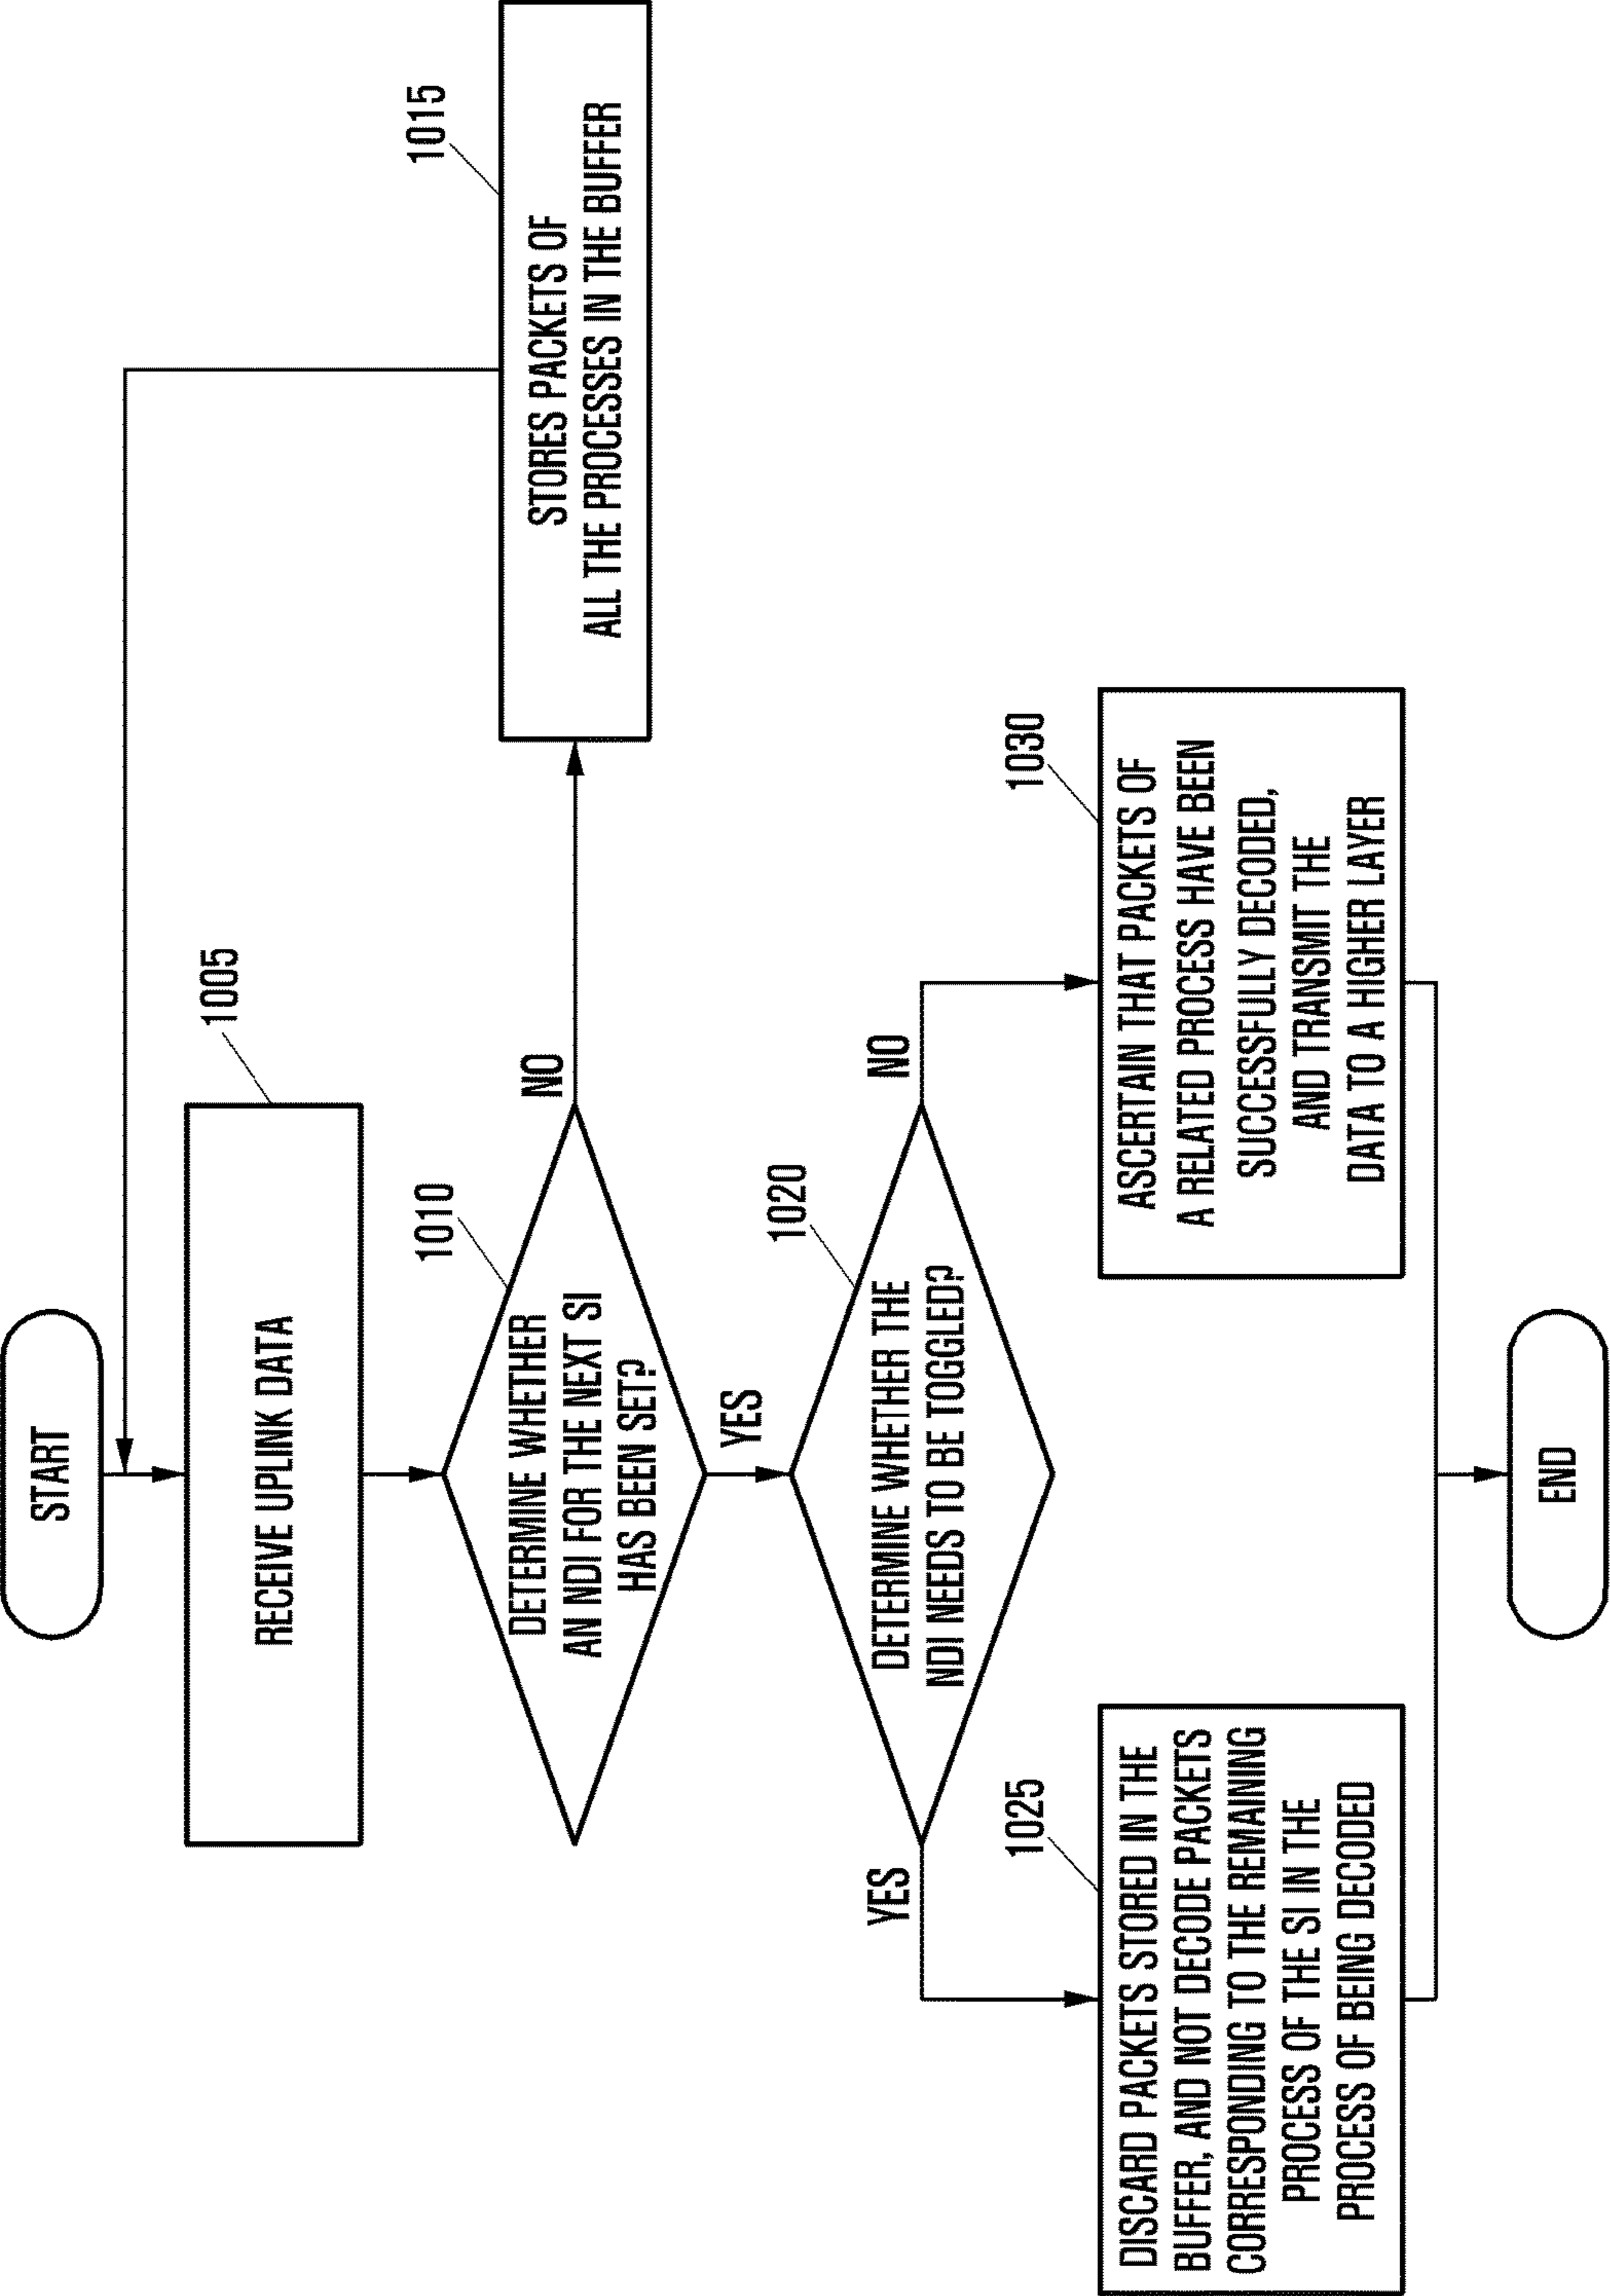 START
1005
RECEIVE UPLINK DATA
1010
DETERMINE WHETHER
AN NDI FOR THE NEXT SI
HAS BEEN SET?
NO
1015
STORES PACKETS OF
ALL THE PROCESSES IN THE BUFFER
YES
1020
DETERMINE WHETHER THE
NDI NEEDS TO BE TOGGLED?
YES
NO
1025
DISCARD PACKETS STORED IN THE
BUFFER, AND NOT DECODE PACKETS
CORRESPONDING TO THE REMAINING
PROCESS OF THE SI IN THE
PROCESS OF BEING DECODED
1030
ASCERTAIN THAT PACKETS OF
A RELATED PROCESS HAVE BEEN
SUCCESSFULLY DECODED,
AND TRANSMIT THE
DATA TO A HIGHER LAYER
END